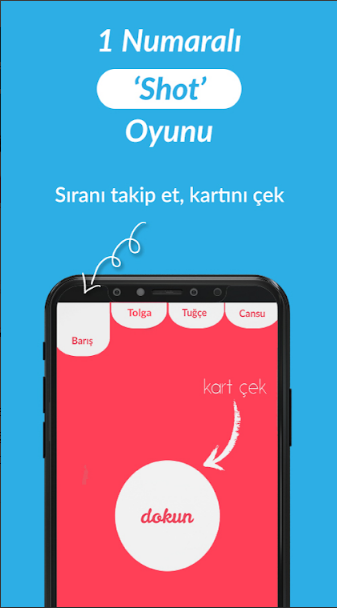 1 Numaralı
‘Shot’
Oyunu
Sıranı takip et, kartını çek
Barış
Tolga
Tuğçe
Cansu
kart çek
dokun